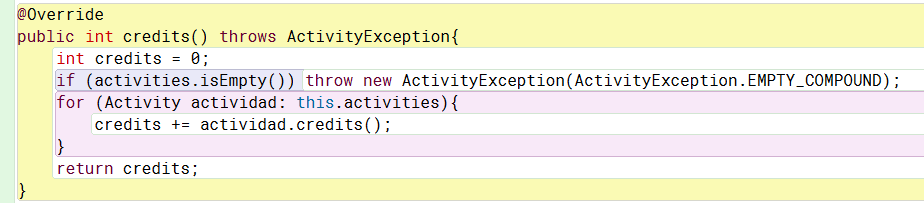 @Override
public int credits() throws ActivityException{
int credits = 0;
if (activities.isEmpty()) throw new ActivityException(ActivityException.EMPTY_COMPOUND);
for (Activity actividad: this.activities){
credits += actividad.credits();
}
return credits;
}